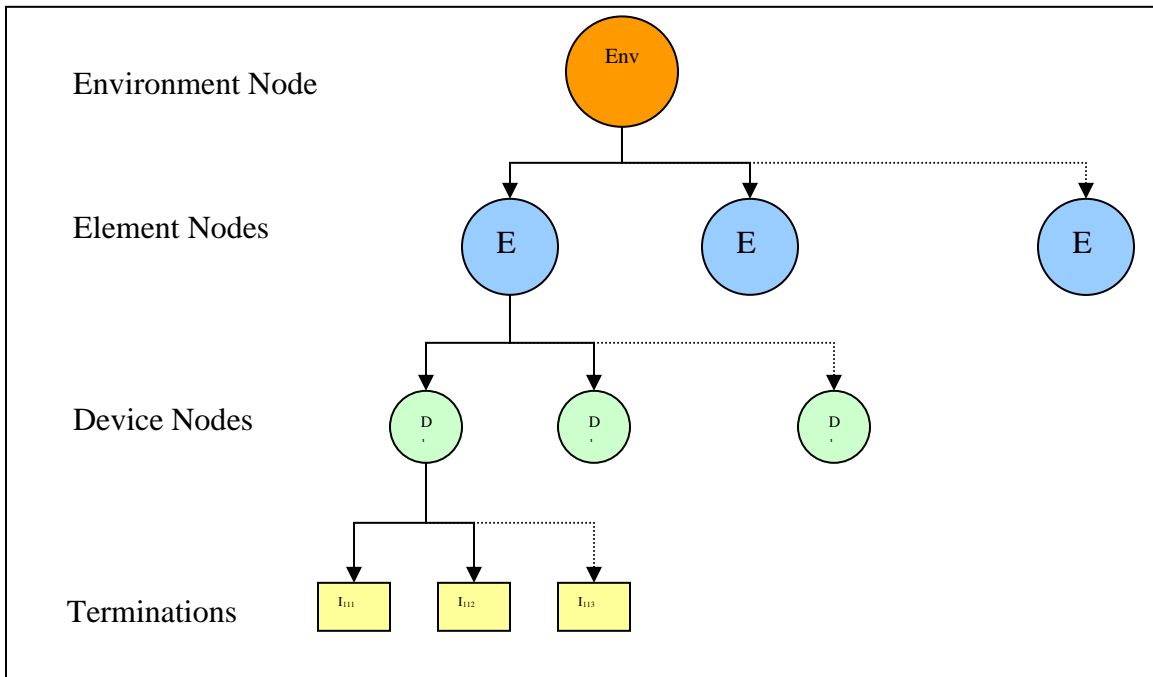 Env
Environment Node
Element Nodes
E E E
Device Nodes
D D D
Terminations
I₁₁₁ I₁₁₂ I₁₁₃